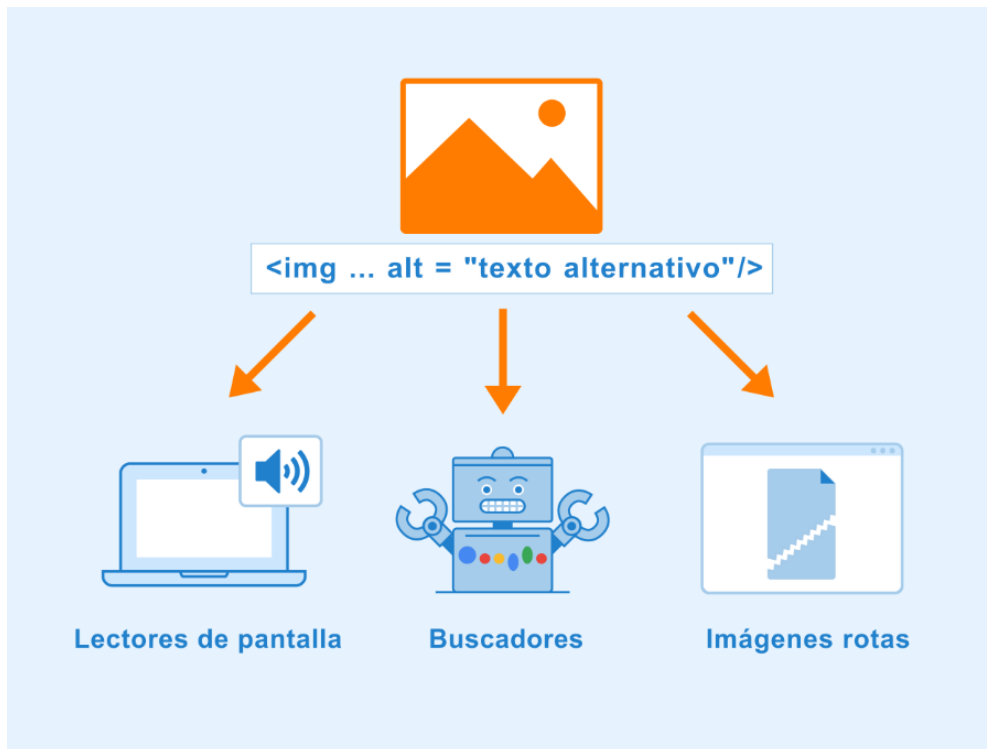 <img ... alt = "texto alternativo"/>
Lectores de pantalla
Buscadores
Imágenes rotas